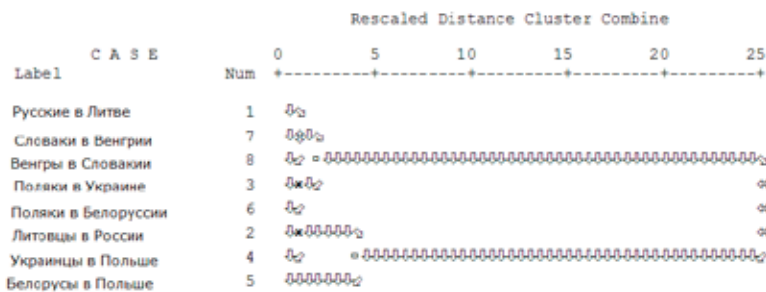 Rescaled Distance Cluster Combine
C A S E 0 5 10 15 20 25
Label Num +---------+---------+---------+---------+---------+
Русские в Литве 1
Словаки в Венгрии 7
Венгры в Словакии 8
Поляки в Украине 3
Поляки в Белоруссии 6
Литовцы в России 2
Украинцы в Польше 4
Белорусы в Польше 5